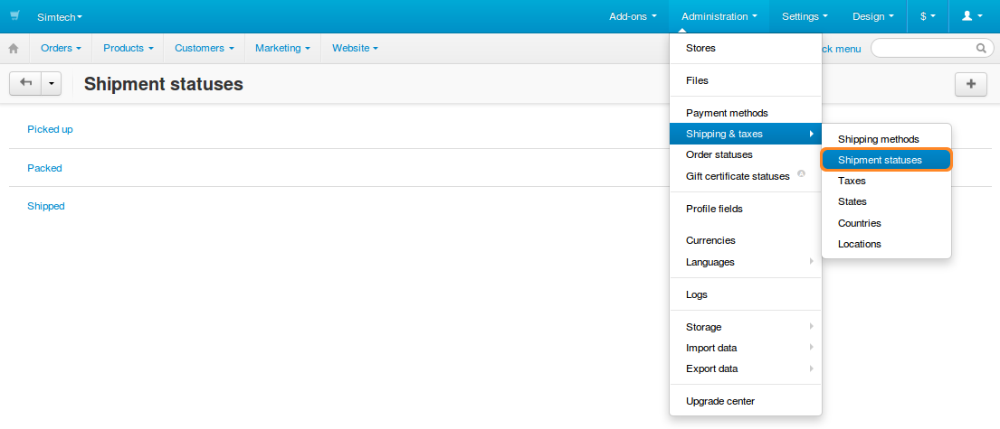 Simtech
Add-ons
Administration
Settings
Design
$
Orders
Products
Customers
Marketing
Website
ck menu
Shipment statuses
Picked up
Packed
Shipped
Stores
Files
Payment methods
Shipping & taxes
Order statuses
Gift certificate statuses
A
Profile fields
Currencies
Languages
Logs
Storage
Import data
Export data
Upgrade center
Shipping methods
Shipment statuses
Taxes
States
Countries
Locations